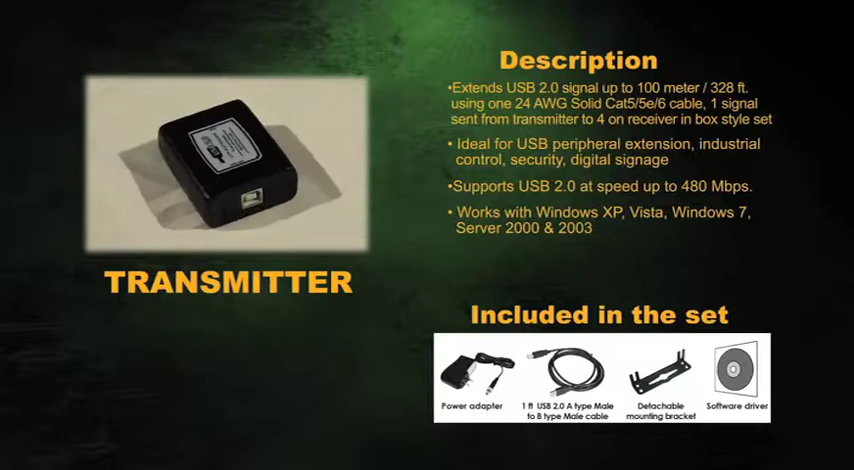 Description
•Extends USB 2.0 signal up to 100 meter / 328 ft.
using one 24 AWG Solid Cat5/5e/6 cable, 1 signal
sent from transmitter to 4 on receiver in box style set
• Ideal for USB peripheral extension, industrial
control, security, digital signage
•Supports USB 2.0 at speed up to 480 Mbps.
• Works with Windows XP, Vista, Windows 7,
Server 2000 & 2003
TRANSMITTER
Included in the set
Power adapter
1 ft USB 2.0 A type Male
to B type Male cable
Detachable
mounting bracket
Software driver